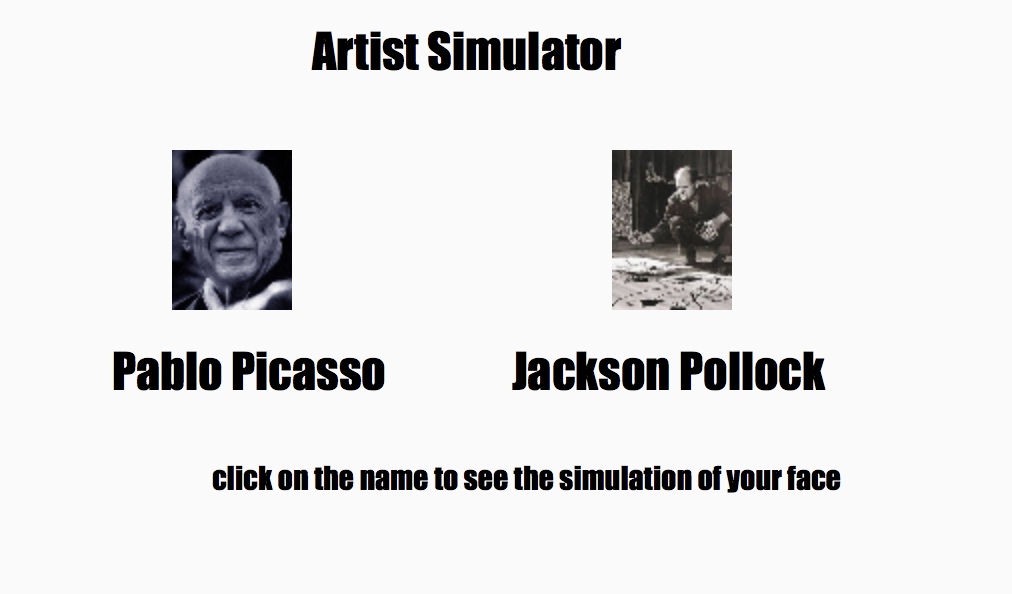 Artist Simulator
Pablo Picasso
Jackson Pollock
click on the name to see the simulation of your face